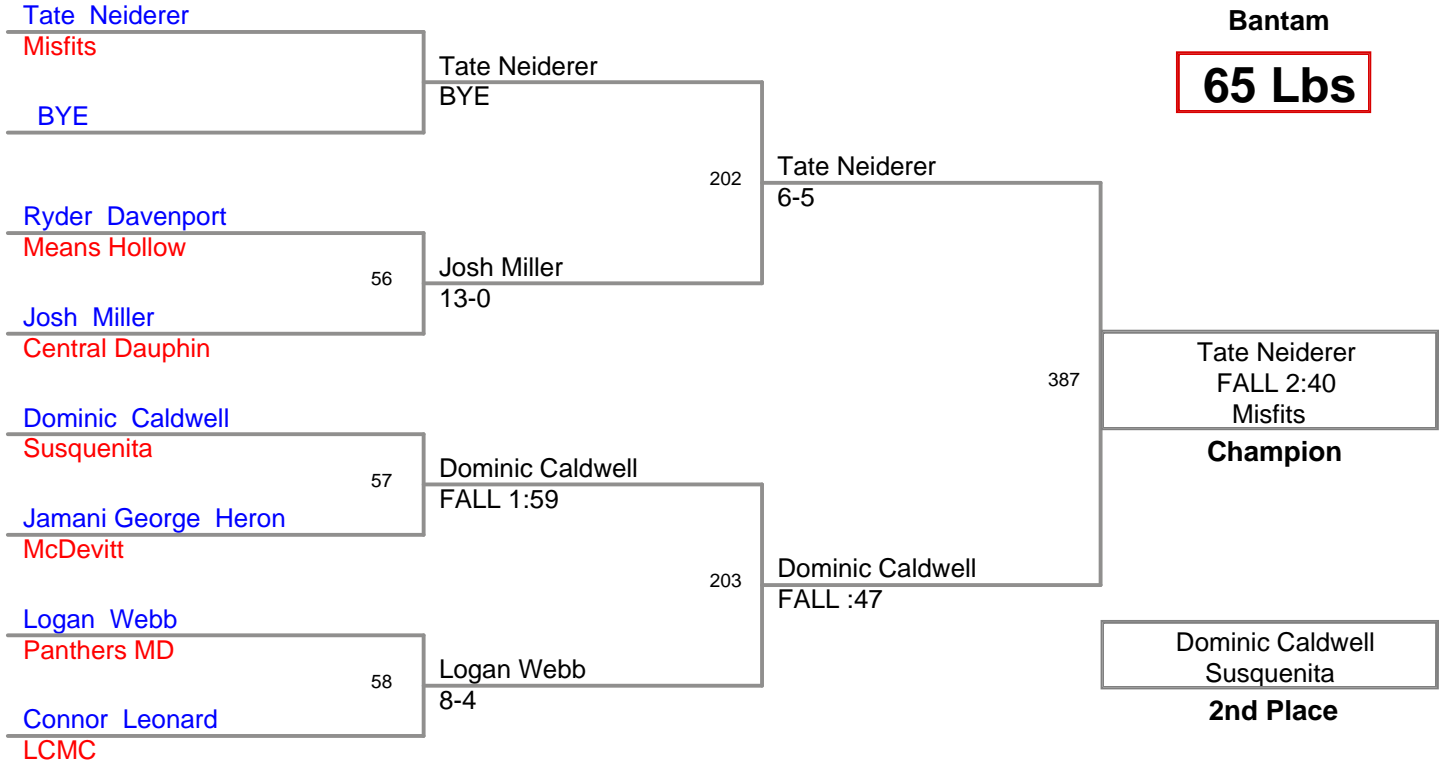 Tate Neiderer
Misfits
BYE
Ryder Davenport
Means Hollow
Josh Miller
Central Dauphin
Dominic Caldwell
Susquenita
Jamani George Heron
McDevitt
Logan Webb
Panthers MD
Connor Leonard
LCMC
56
57
58
Tate Neiderer
BYE
Josh Miller
13-0
Dominic Caldwell
FALL 1:59
Logan Webb
8-4
202
203
Tate Neiderer
6-5
Dominic Caldwell
FALL :47
387
Bantam
65 Lbs
Tate Neiderer
FALL 2:40
Misfits
Champion
Dominic Caldwell
Susquenita
2nd Place